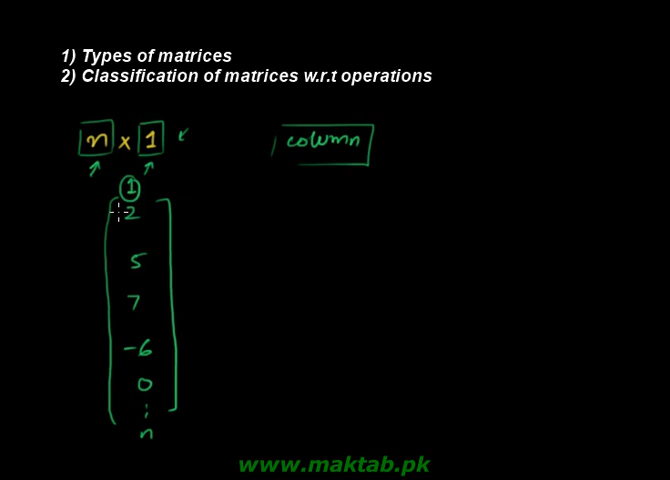 1) Types of matrices
2) Classification of matrices w.r.t operations
n x 1
column
1
2
5
7
-6
0
⋮
n
www.maktab.pk